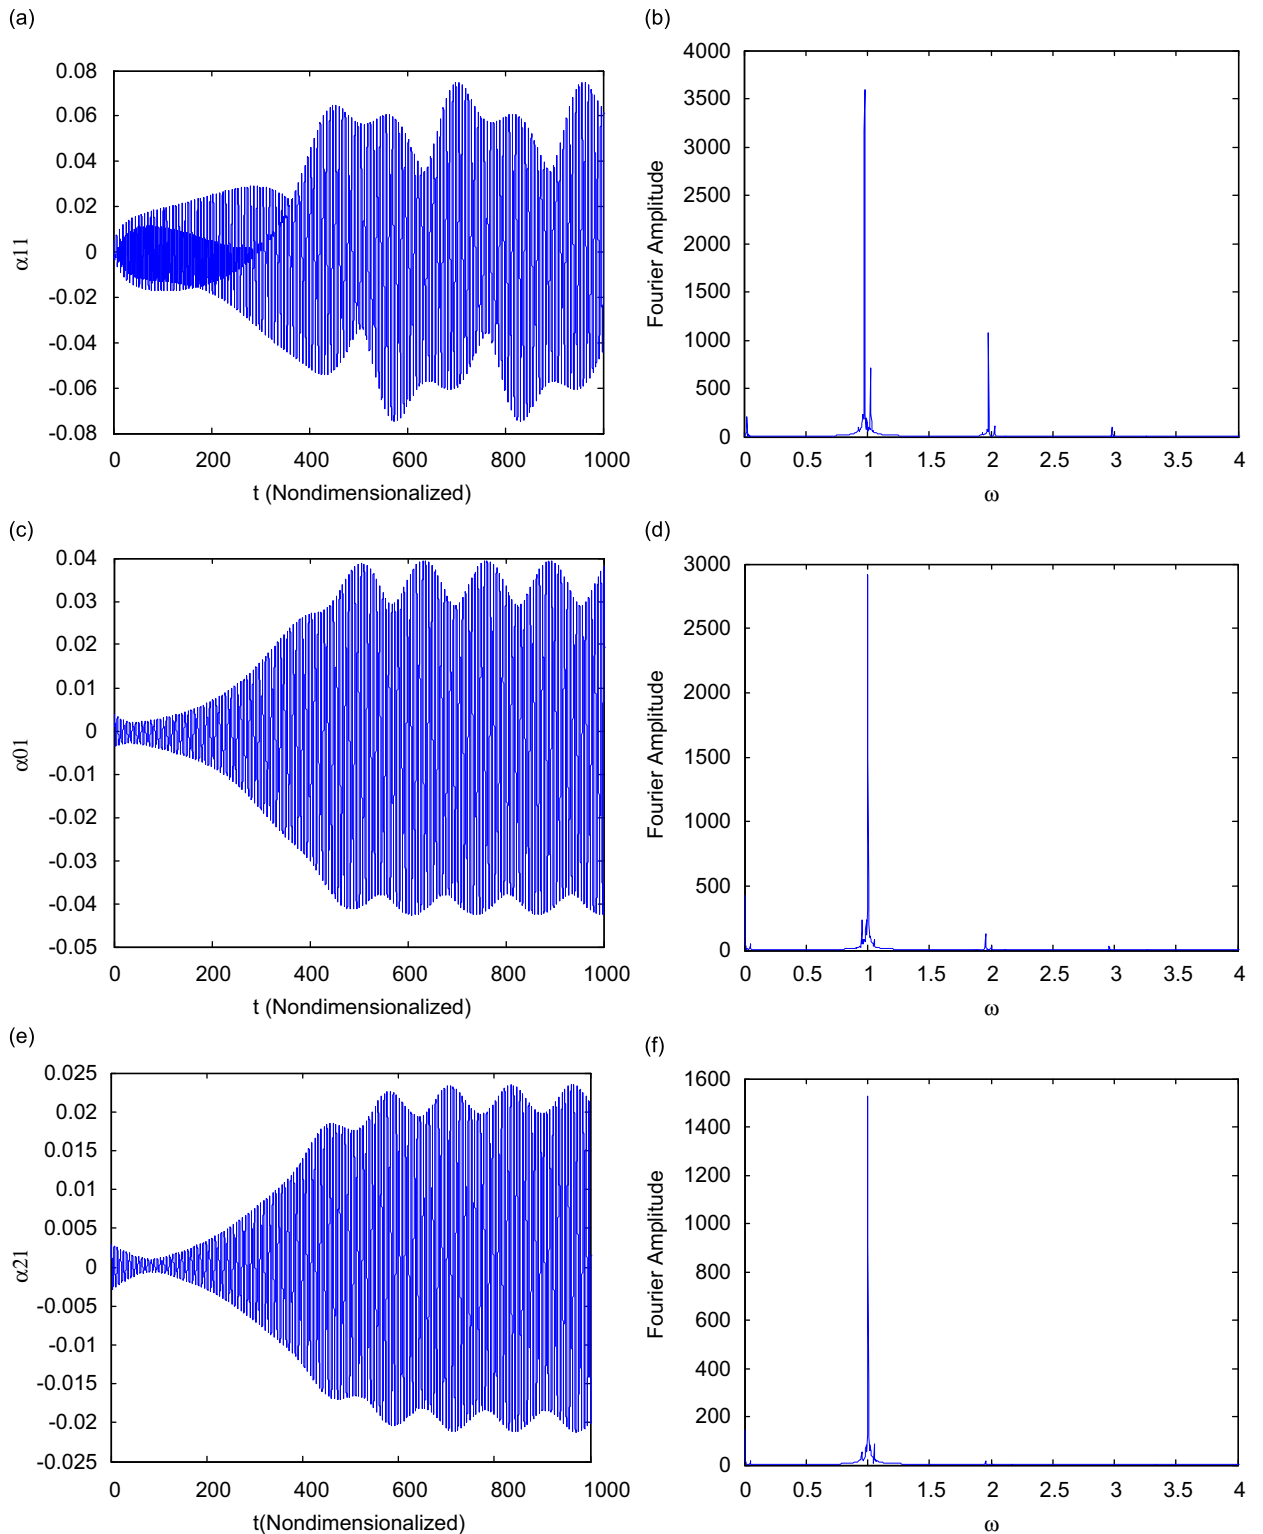 (a)
α11
0.08
0.06
0.04
0.02
0
-0.02
-0.04
-0.06
-0.08
0 200 400 600 800 1000
t (Nondimensionalized)
(b)
Fourier Amplitude
4000
3500
3000
2500
2000
1500
1000
500
0
0 0.5 1 1.5 2 2.5 3 3.5 4
ω
(c)
α01
0.04
0.03
0.02
0.01
0
-0.01
-0.02
-0.03
-0.04
-0.05
0 200 400 600 800 1000
t (Nondimensionalized)
(d)
Fourier Amplitude
3000
2500
2000
1500
1000
500
0
0 0.5 1 1.5 2 2.5 3 3.5 4
ω
(e)
α21
0.025
0.02
0.015
0.01
0.005
0
-0.005
-0.01
-0.015
-0.02
-0.025
0 200 400 600 800 1000
t(Nondimensionalized)
(f)
Fourier Amplitude
1600
1400
1200
1000
800
600
400
200
0
0 0.5 1 1.5 2 2.5 3 3.5 4
ω